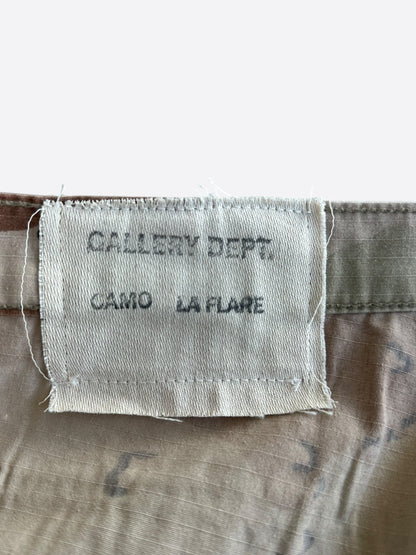 GALLERY DEPT.
CAMO LA FLARE